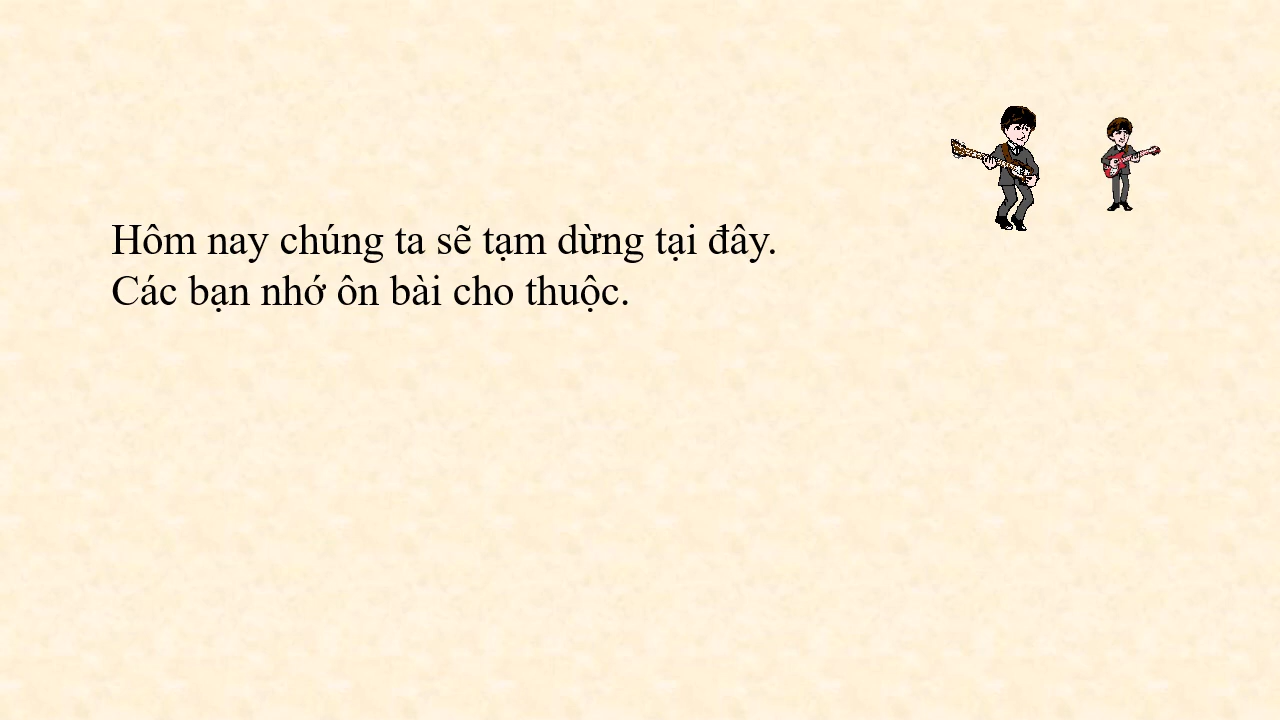 Hôm nay chúng ta sẽ tạm dừng tại đây.
Các bạn nhớ ôn bài cho thuộc.